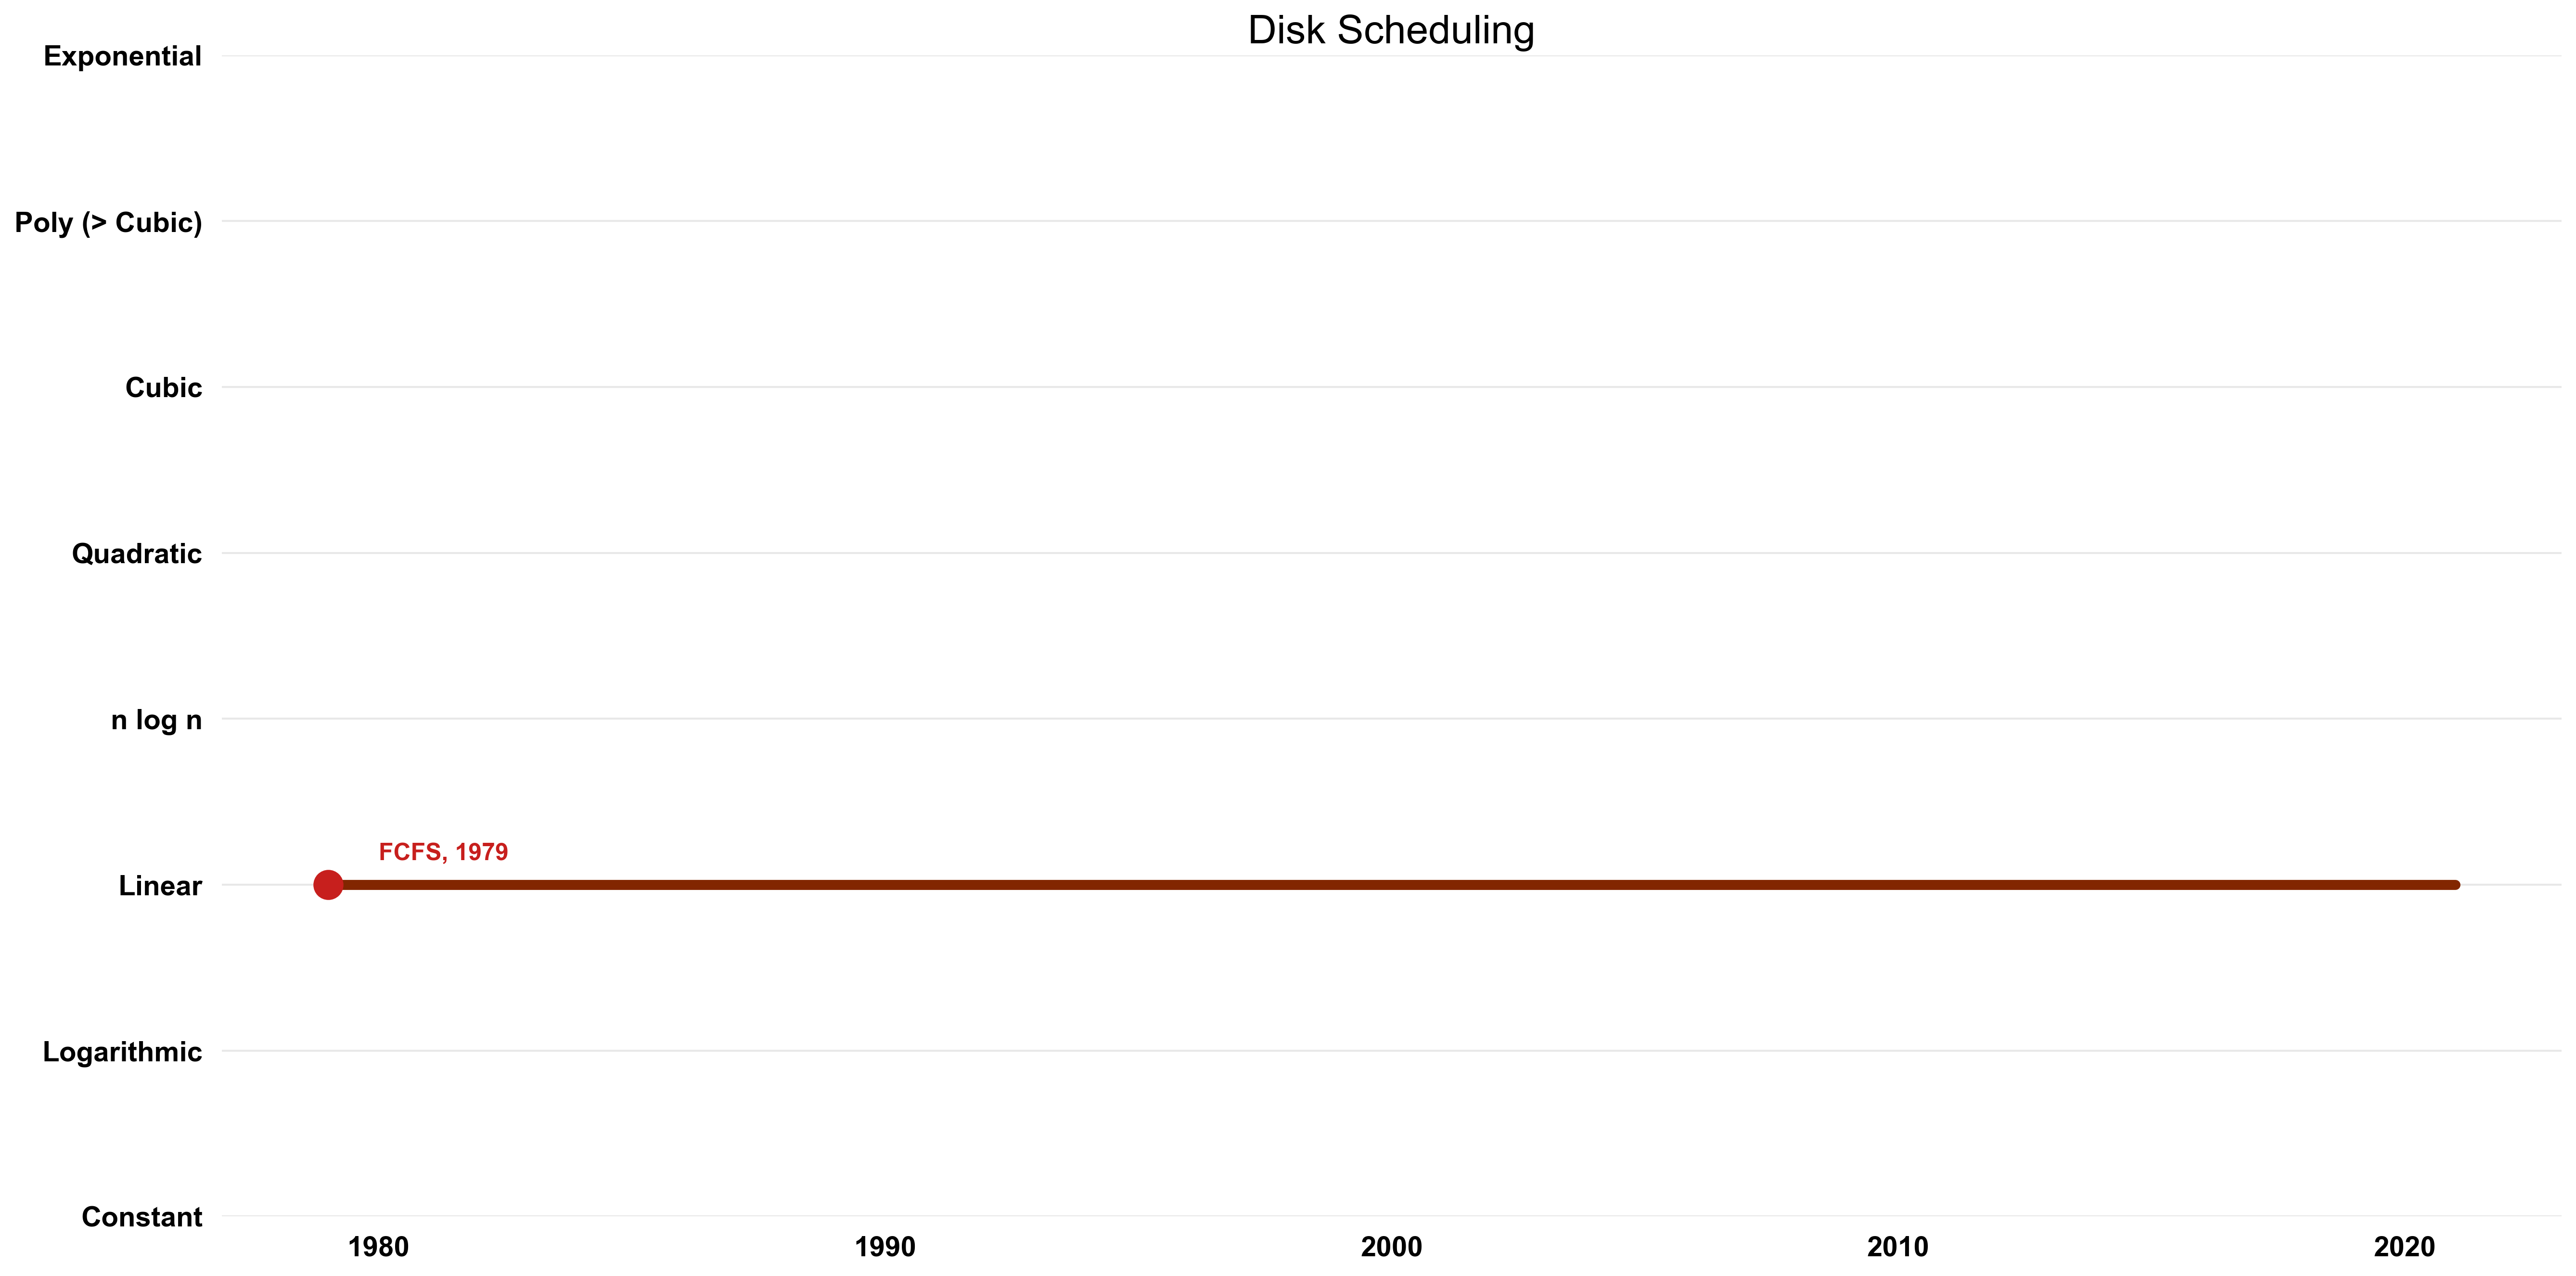 Disk Scheduling
Exponential
Poly (> Cubic)
Cubic
Quadratic
n log n
FCFS, 1979
Linear
Logarithmic
Constant
1980 1990 2000 2010 2020